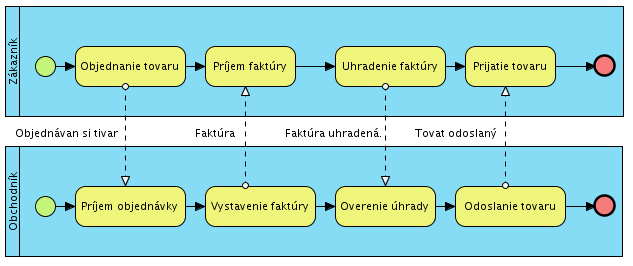 Zákazník
Objednanie tovaru
Príjem faktúry
Uhradenie faktúry
Prijatie tovaru
Objednávan si tivar
Faktúra
Faktúra uhradená.
Tovat odoslaný
Obchodník
Príjem objednávky
Vystavenie faktúry
Overenie úhrady
Odoslanie tovaru